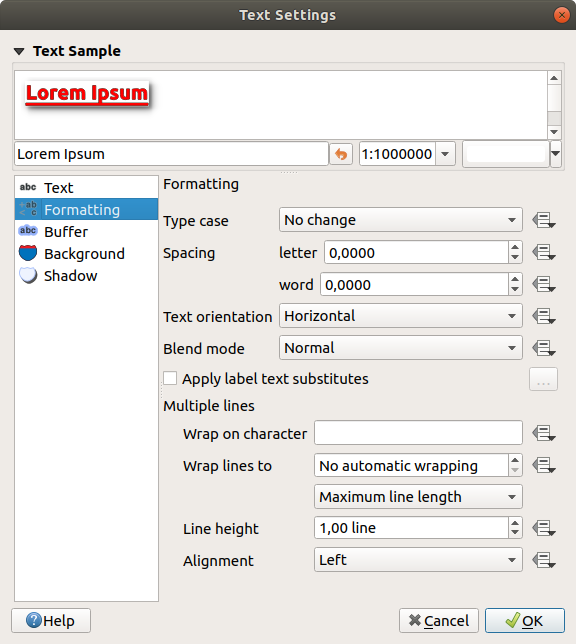 Text Settings
Text Sample
Lorem Ipsum
Lorem Ipsum
1:1000000
abc Text
ab
c Formatting
abc Buffer
Background
Shadow
Formatting
Type case No change
Spacing letter 0,0000
word 0,0000
Text orientation Horizontal
Blend mode Normal
Apply label text substitutes ...
Multiple lines
Wrap on character
Wrap lines to No automatic wrapping
Maximum line length
Line height 1,00 line
Alignment Left
Help Cancel OK